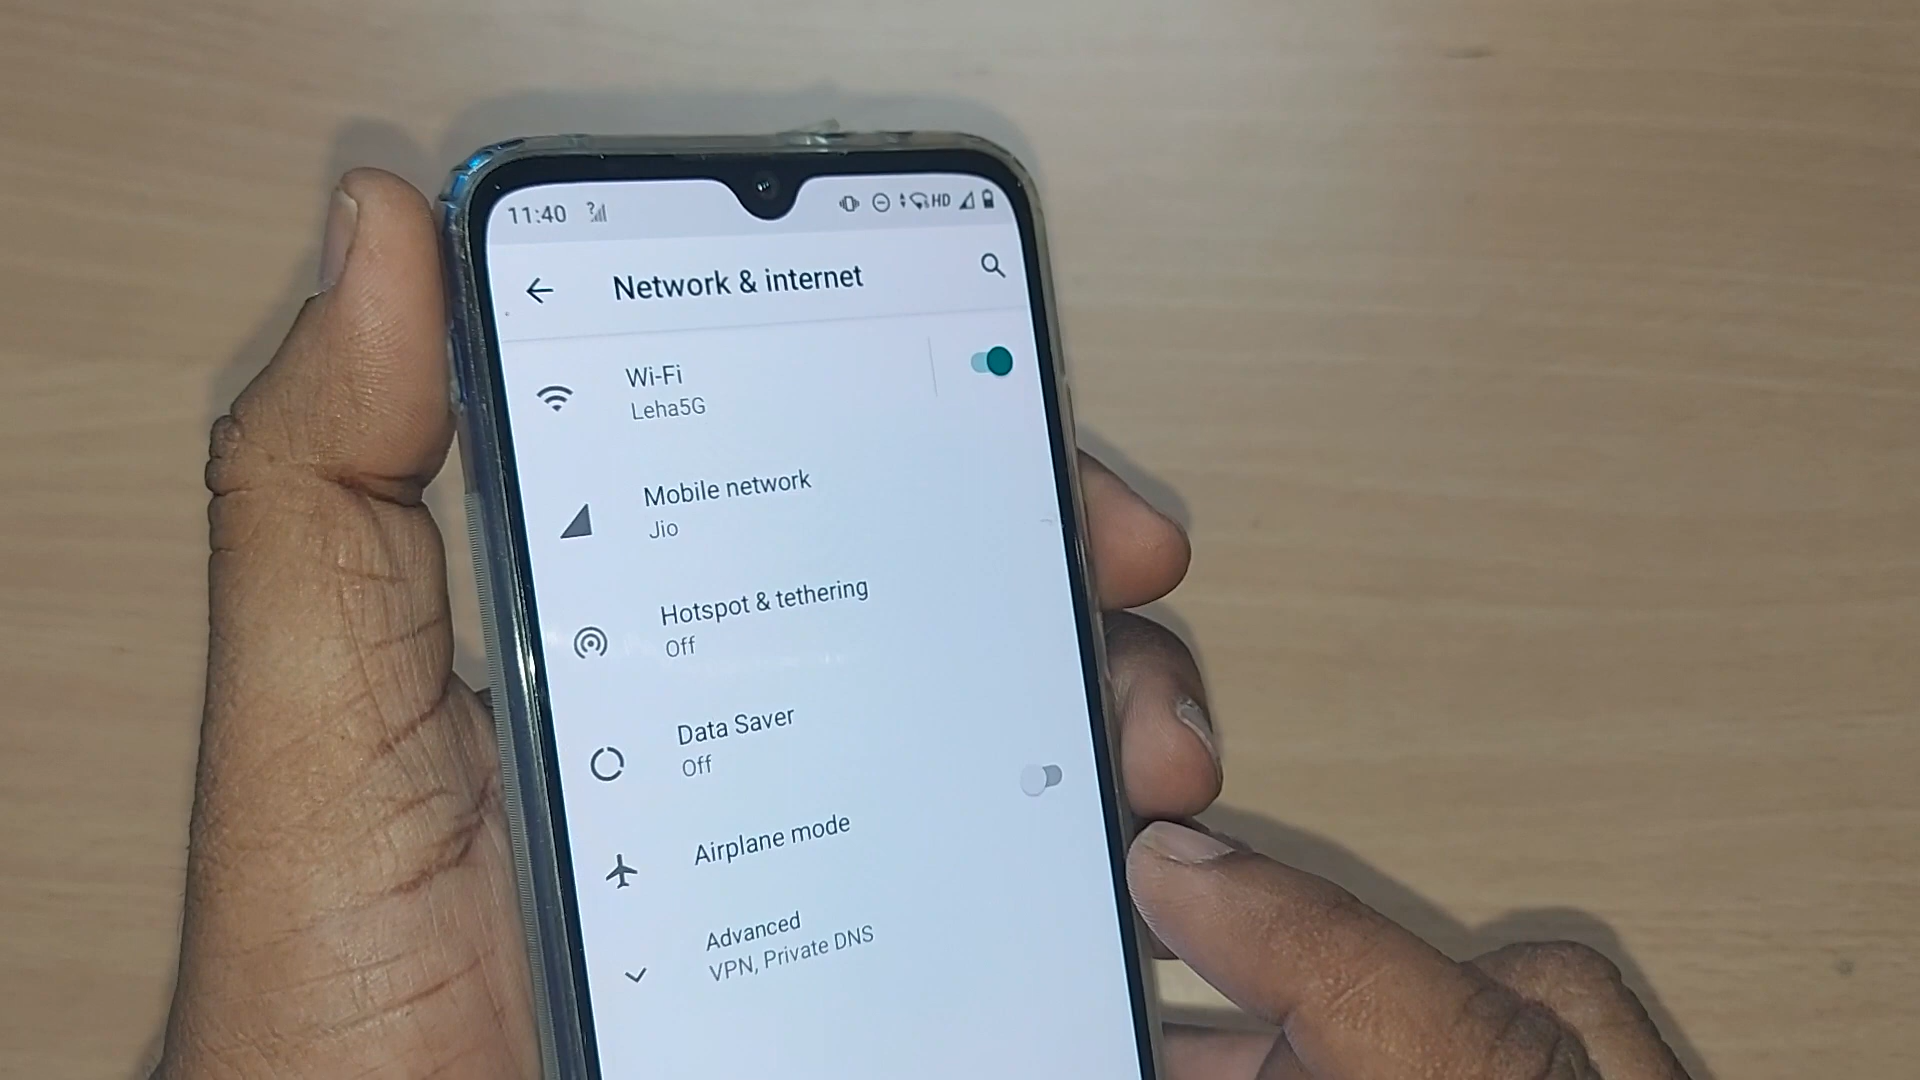 11:40 HD
Network & internet
Wi-Fi
Leha5G
Mobile network
Jio
Hotspot & tethering
Off
Data Saver
Off
Airplane mode
Advanced
VPN, Private DNS